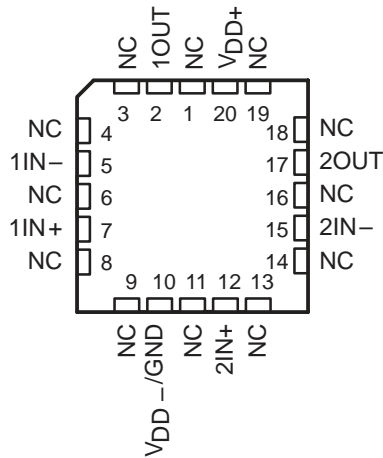 NC
1OUT
NC
VDD+
NC
3 2 1 20 19
NC 4
1IN− 5
NC 6
1IN+ 7
NC 8
18 NC
17 2OUT
16 NC
15 2IN−
14 NC
9 10 11 12 13
NC
VDD−/GND
NC
2IN+
NC